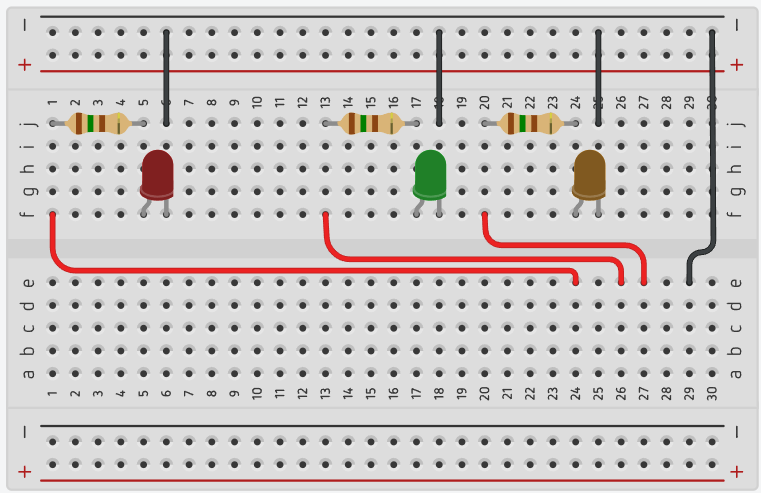 − −
+ +
1 2 3 4 5 6 7 8 9 10 11 12 13 14 15 16 17 18 19 20 21 22 23 24 25 26 27 28 29 30
j j
i i
h h
g g
f f
e e
d d
c c
b b
a a
1 2 3 4 5 6 7 8 9 10 11 12 13 14 15 16 17 18 19 20 21 22 23 24 25 26 27 28 29 30
− −
+ +